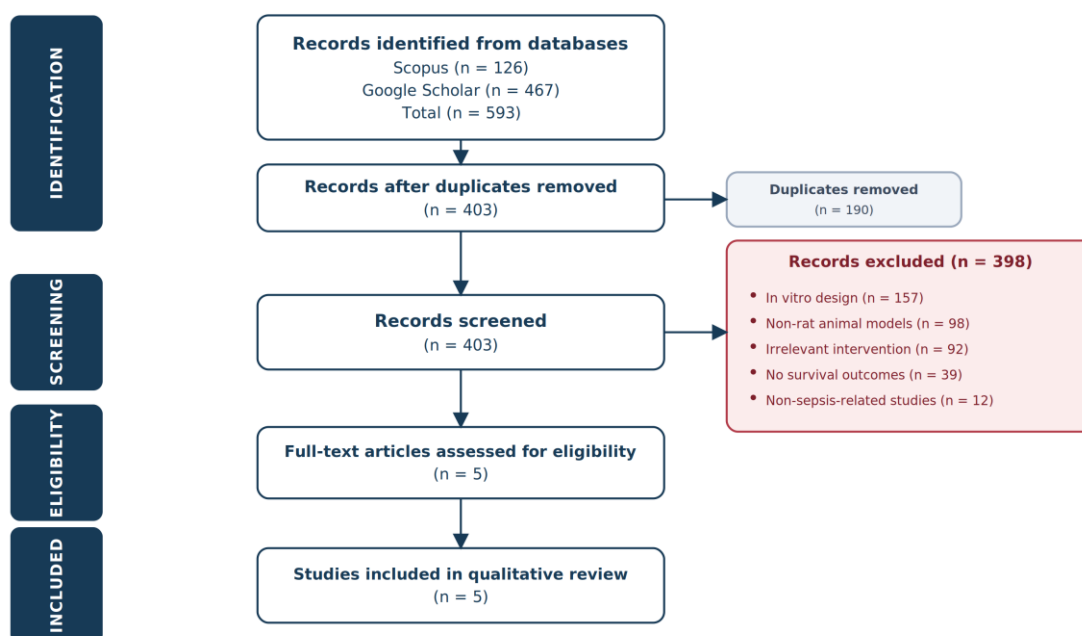 IDENTIFICATION
Records identified from databases
Scopus (n = 126)
Google Scholar (n = 467)
Total (n = 593)
Records after duplicates removed
(n = 403)
Duplicates removed
(n = 190)
SCREENING
Records screened
(n = 403)
Records excluded (n = 398)
• In vitro design (n = 157)
• Non-rat animal models (n = 98)
• Irrelevant intervention (n = 92)
• No survival outcomes (n = 39)
• Non-sepsis-related studies (n = 12)
ELIGIBILITY
Full-text articles assessed for eligibility
(n = 5)
INCLUDED
Studies included in qualitative review
(n = 5)